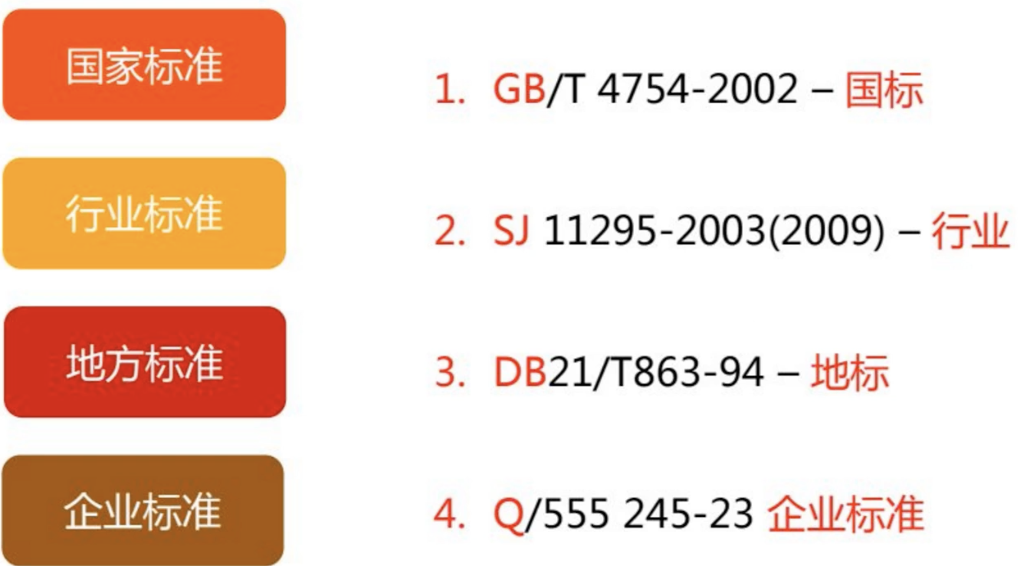 国家标准
1. GB/T 4754-2002 – 国标
行业标准
2. SJ 11295-2003(2009) – 行业
地方标准
3. DB21/T863-94 – 地标
企业标准
4. Q/555 245-23 企业标准